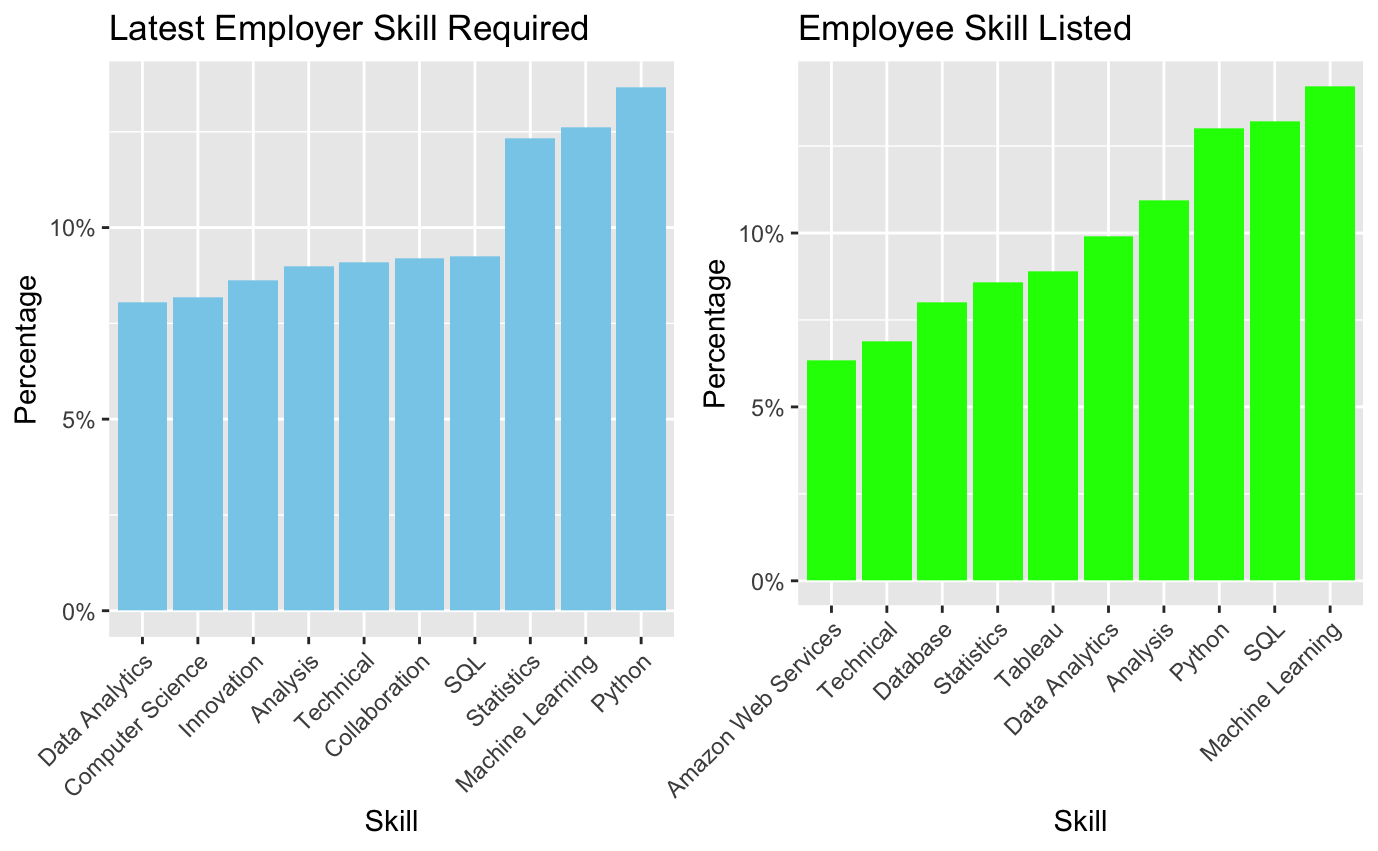 Latest Employer Skill Required
Percentage
10%
5%
0%
Data Analytics
Computer Science
Innovation
Analysis
Technical
Collaboration
SQL
Statistics
Machine Learning
Python
Skill
Employee Skill Listed
Percentage
10%
5%
0%
Amazon Web Services
Technical
Database
Statistics
Tableau
Data Analytics
Analysis
Python
SQL
Machine Learning
Skill